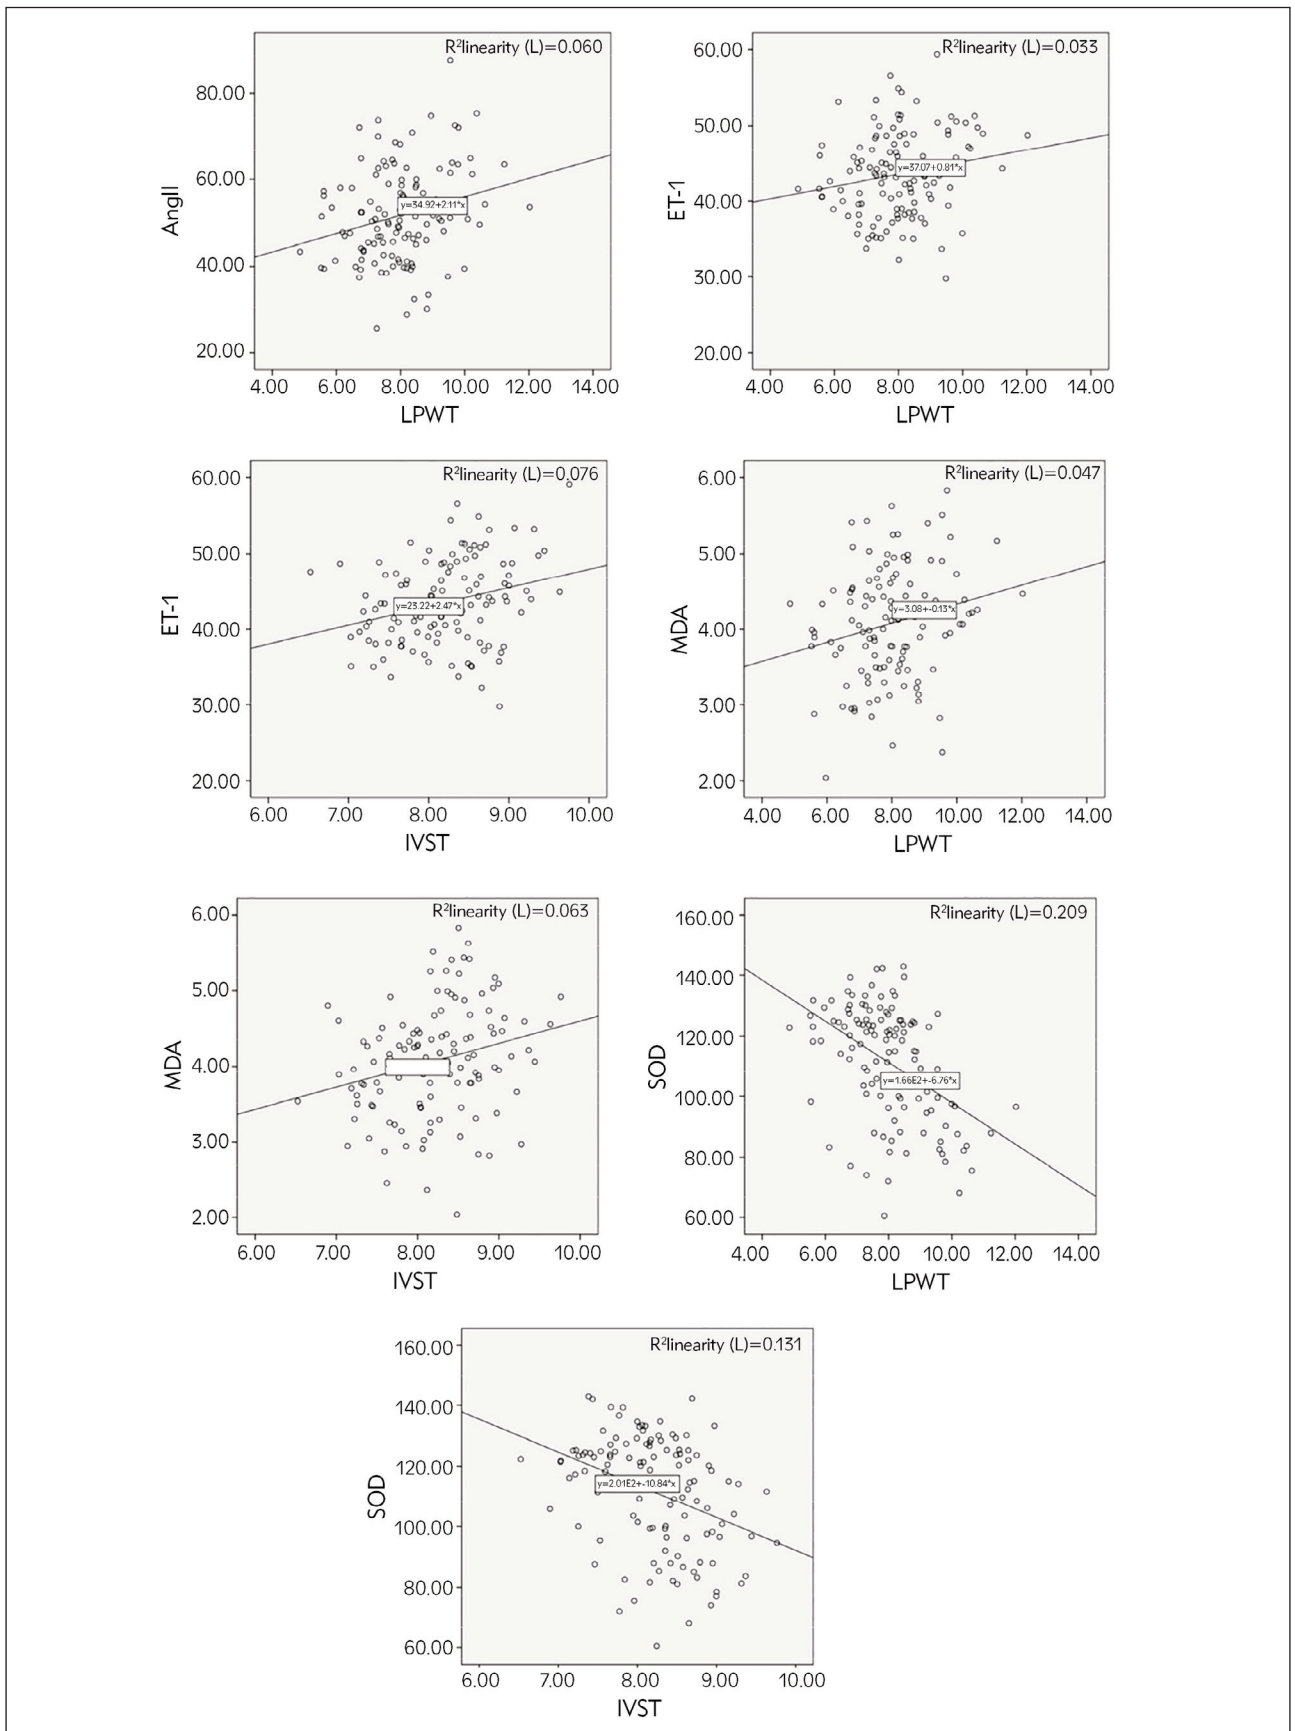 R²linearity (L)=0.060
80.00
60.00
AngII
y=34.92+2.11*x
40.00
20.00
4.00 6.00 8.00 10.00 12.00 14.00
LPWT
R²linearity (L)=0.033
60.00
50.00
ET-1
y=37.07+0.81*x
40.00
30.00
20.00
4.00 6.00 8.00 10.00 12.00 14.00
LPWT
R²linearity (L)=0.076
60.00
50.00
ET-1
y=23.22+2.47*x
40.00
30.00
20.00
6.00 7.00 8.00 9.00 10.00
IVST
R²linearity (L)=0.047
6.00
5.00
MDA
y=3.08+-0.13*x
4.00
3.00
2.00
4.00 6.00 8.00 10.00 12.00 14.00
LPWT
R²linearity (L)=0.063
6.00
5.00
MDA
4.00
3.00
2.00
6.00 7.00 8.00 9.00 10.00
IVST
R²linearity (L)=0.209
160.00
140.00
120.00
SOD
y=1.66E2+-6.76*x
100.00
80.00
60.00
4.00 6.00 8.00 10.00 12.00 14.00
LPWT
R²linearity (L)=0.131
160.00
140.00
120.00
SOD
y=2.01E2+-10.84*x
100.00
80.00
60.00
6.00 7.00 8.00 9.00 10.00
IVST